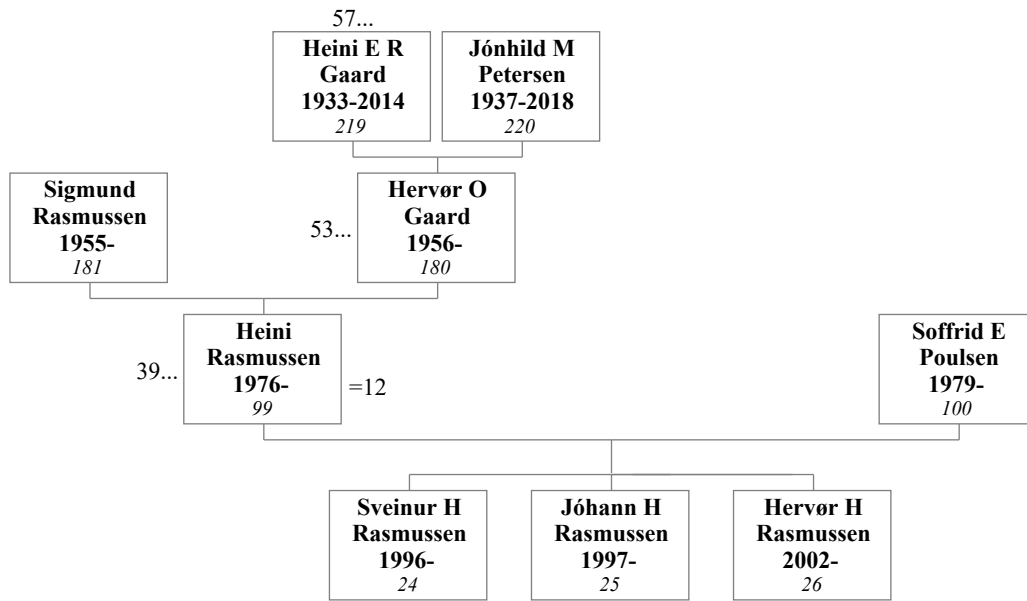 57...
Heini E R
Gaard
1933-2014
219
Jónhild M
Petersen
1937-2018
220
Sigmund
Rasmussen
1955-
181
53...
Hervør O
Gaard
1956-
180
39...
Heini
Rasmussen
1976-
99
=12
Soffrid E
Poulsen
1979-
100
Sveinur H
Rasmussen
1996-
24
Jóhann H
Rasmussen
1997-
25
Hervør H
Rasmussen
2002-
26